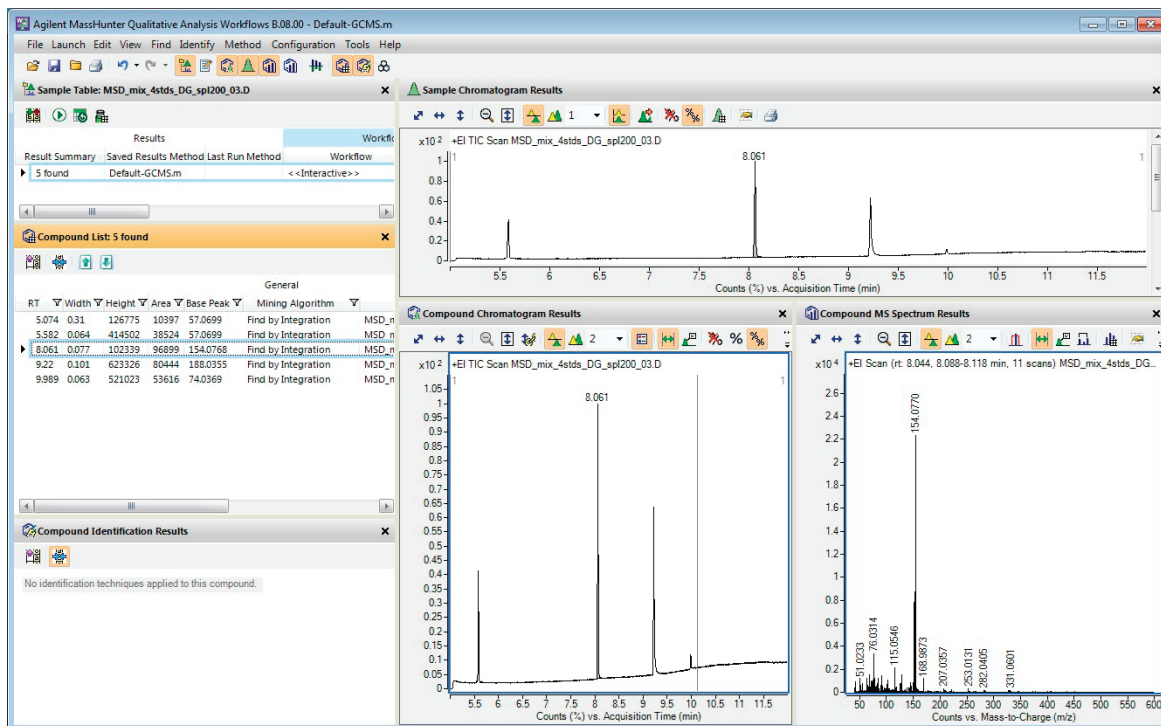 Agilent MassHunter Qualitative Analysis Workflows B.08.00 - Default-GCMS.m
File Launch Edit View Find Identify Method Configuration Tools Help
Sample Table: MSD_mix_4stds_DG_spl200_03.D
Results Workflo
Result Summary Saved Results Method Last Run Method Workflow
5 found Default-GCMS.m <<Interactive>>
Compound List: 5 found
General
RT Width Height Area Base Peak Mining Algorithm
5.074 0.31 126775 10397 57.0699 Find by Integration MSD_n
5.582 0.064 414502 38524 57.0699 Find by Integration MSD_n
8.061 0.077 102339 96899 154.0768 Find by Integration MSD_n
9.22 0.101 623326 80444 188.0355 Find by Integration MSD_n
9.989 0.063 521023 53616 74.0369 Find by Integration MSD_n
Compound Identification Results
No identification techniques applied to this compound.
Sample Chromatogram Results
1
x10 2 +EI TIC Scan MSD_mix_4stds_DG_spl200_03.D
1 1
8.061
1
0.8
0.6
0.4
0.2
0
5.5 6 6.5 7 7.5 8 8.5 9 9.5 10 10.5 11 11.5
Counts (%) vs. Acquisition Time (min)
Compound Chromatogram Results
2
x10 2 +EI TIC Scan MSD_mix_4stds_DG_spl200_03.D
1 1
8.061
1.05
1
0.95
0.9
0.85
0.8
0.75
0.7
0.65
0.6
0.55
0.5
0.45
0.4
0.35
0.3
0.25
0.2
0.15
0.1
0.05
0
5.5 6 6.5 7 7.5 8 8.5 9 9.5 10 10.5 11 11.5
Counts (%) vs. Acquisition Time (min)
Compound MS Spectrum Results
2
x10 4 +EI Scan (rt: 8.044, 8.088-8.118 min, 11 scans) MSD_mix_4stds_DG...
2.6
2.4
2.2
2
1.8
1.6
1.4
1.2
1
0.8
0.6
0.4
0.2
0
51.0233
76.0314
115.0546
154.0770
168.9873
207.0357
253.0131
282.0405
331.0601
50 100 150 200 250 300 350 400 450 500 550 600
Counts vs. Mass-to-Charge (m/z)